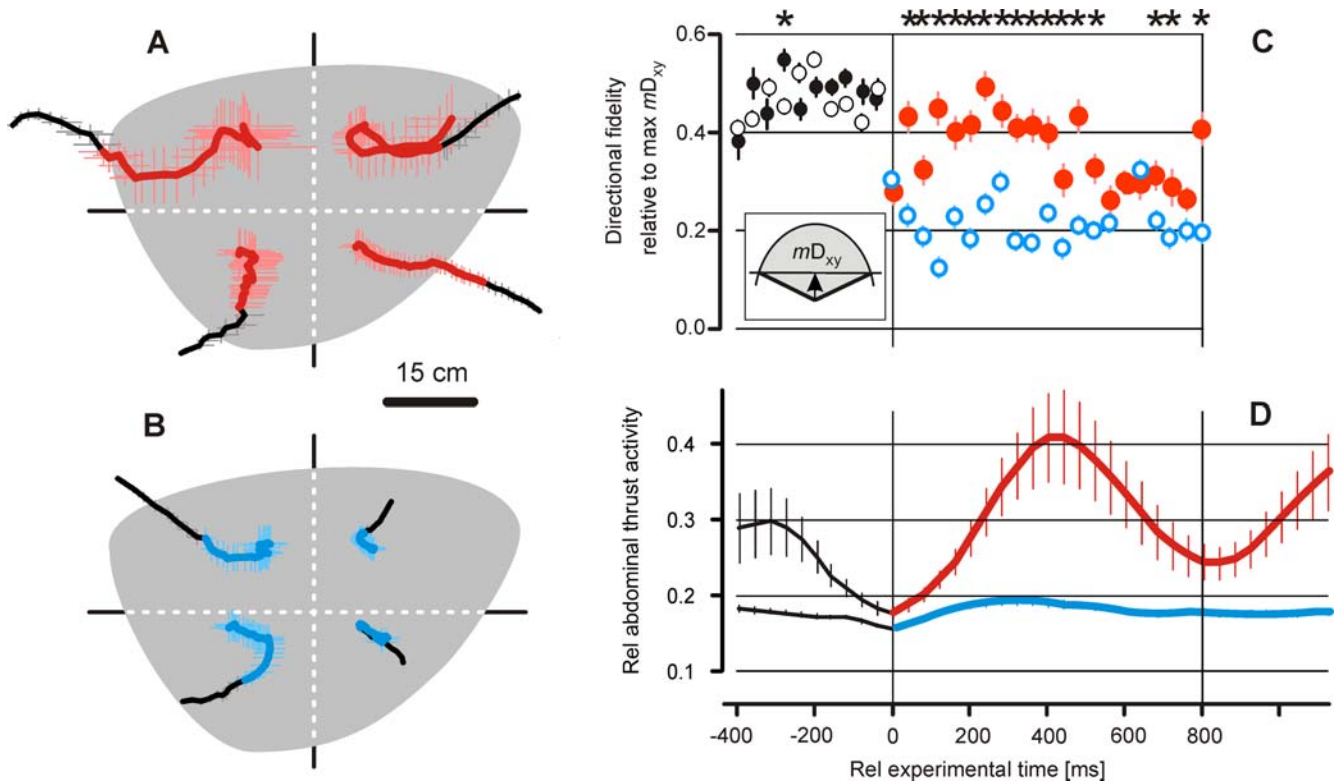 A
B
15 cm
* * * * * * * * * * * * * * * * *
C
Directional fidelity
relative to max mDxy
0.6
0.4
0.2
0.0
mDxy
D
Rel abdominal thrust activity
0.4
0.3
0.2
0.1
-400 -200 0 200 400 600 800
Rel experimental time [ms]